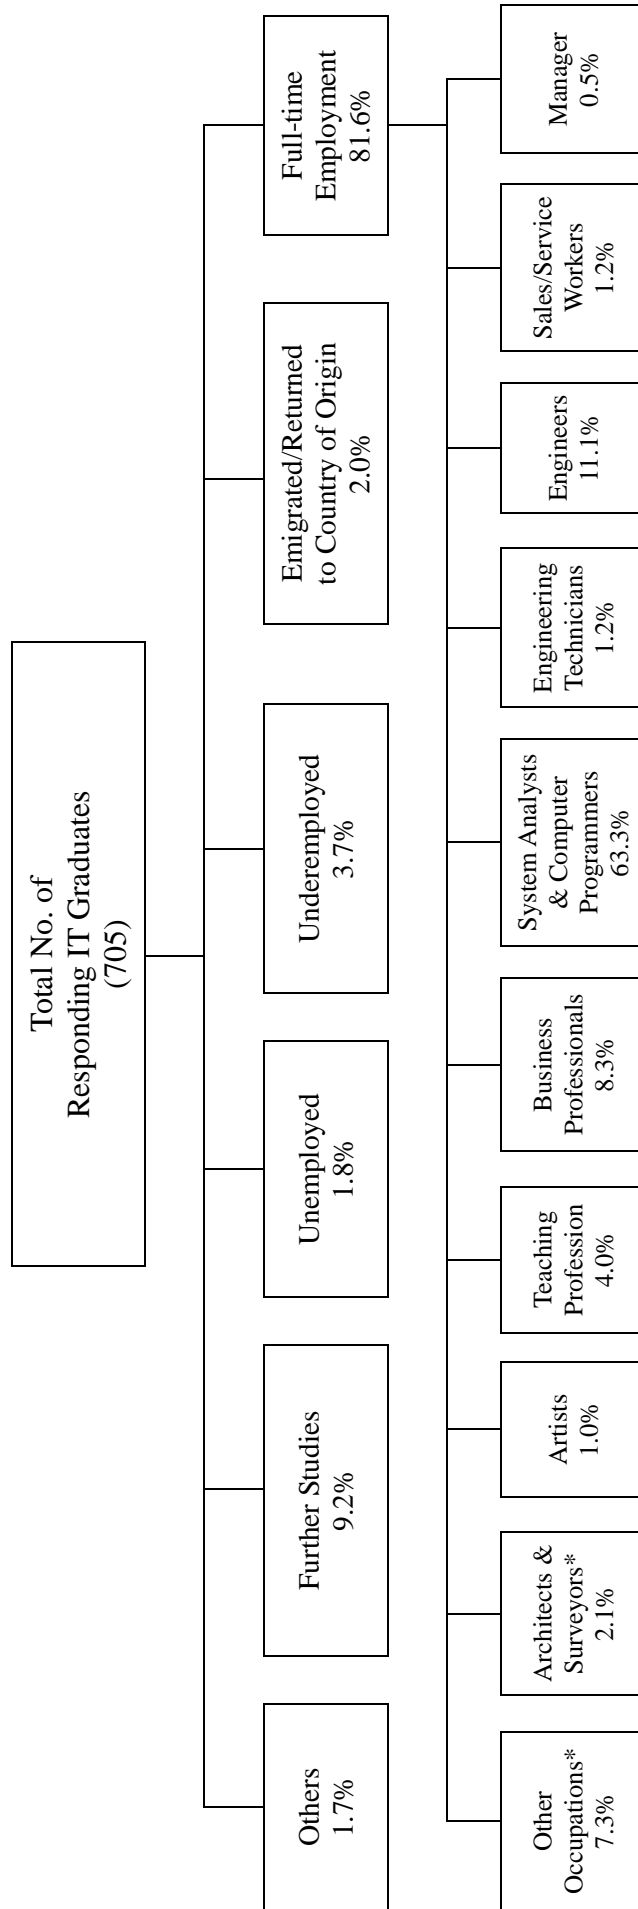 Total No. of
Responding IT Graduates
(705)
Others
1.7%
Further Studies
9.2%
Unemployed
1.8%
Underemployed
3.7%
Emigrated/Returned
to Country of Origin
2.0%
Full-time
Employment
81.6%
Other
Occupations*
7.3%
Architects &
Surveyors*
2.1%
Artists
1.0%
Teaching
Profession
4.0%
Business
Professionals
8.3%
System Analysts
& Computer
Programmers
63.3%
Engineering
Technicians
1.2%
Engineers
11.1%
Sales/Service
Workers
1.2%
Manager
0.5%